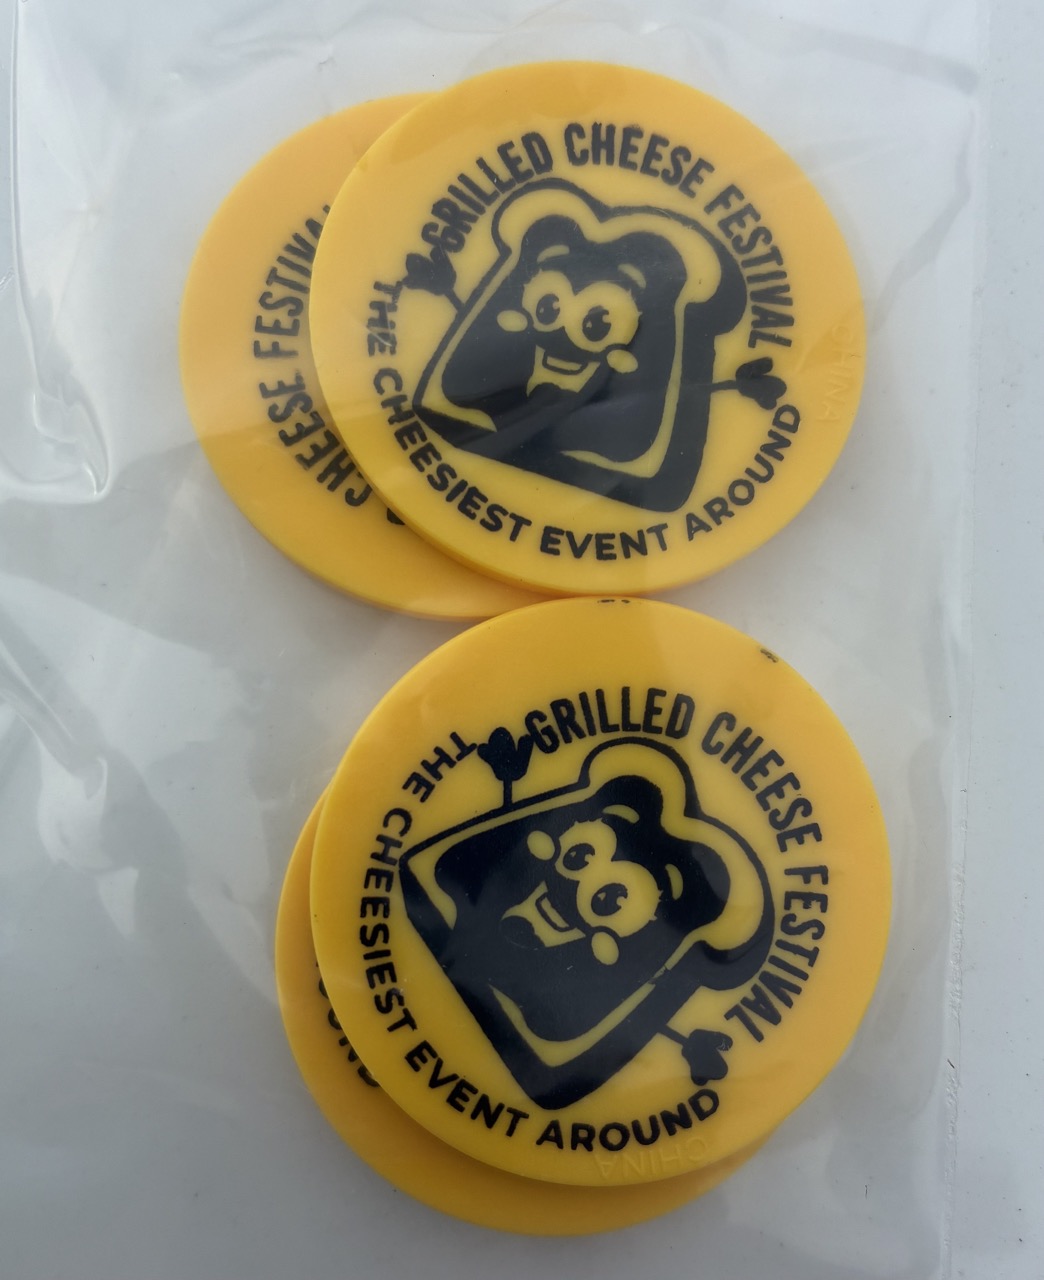 GRILLED CHEESE FESTIVAL
THE CHEESIEST EVENT AROUND
CHINA
CHEESE FESTIVAL
GRILLED CHEESE FESTIVAL
THE CHEESIEST EVENT AROUND
CHINA